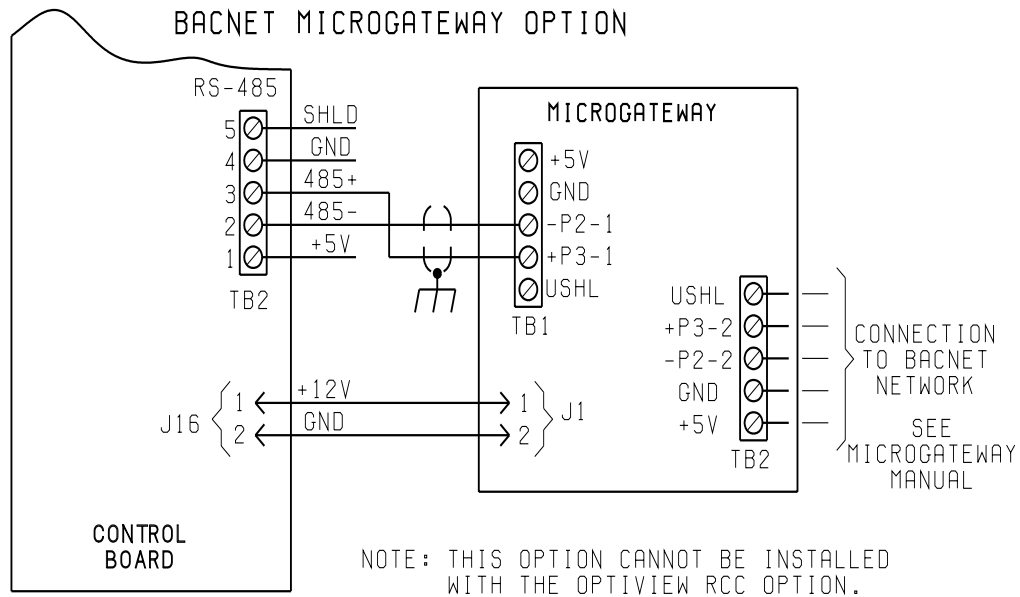 BACNET MICROGATEWAY OPTION
RS-485
5 SHLD
4 GND
3 485+
2 485-
1 +5V
TB2
MICROGATEWAY
+5V
GND
-P2-1
+P3-1
USHL
TB1
USHL
+P3-2
-P2-2
GND
+5V
TB2
CONNECTION
TO BACNET
NETWORK
SEE
MICROGATEWAY
MANUAL
J16
1 +12V 1
2 GND 2
J1
CONTROL
BOARD
NOTE: THIS OPTION CANNOT BE INSTALLED
WITH THE OPTIVIEW RCC OPTION.